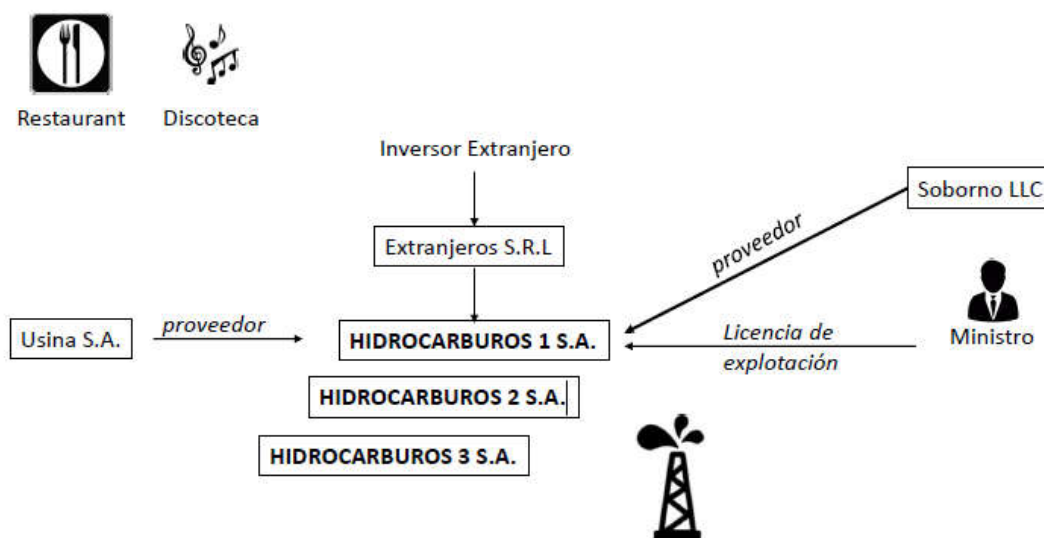 Restaurant
Discoteca
Inversor Extranjero
Soborno LLC
Extranjeros S.R.L
proveedor
Usina S.A.
proveedor
HIDROCARBUROS 1 S.A.
Licencia de
explotación
Ministro
HIDROCARBUROS 2 S.A.
HIDROCARBUROS 3 S.A.